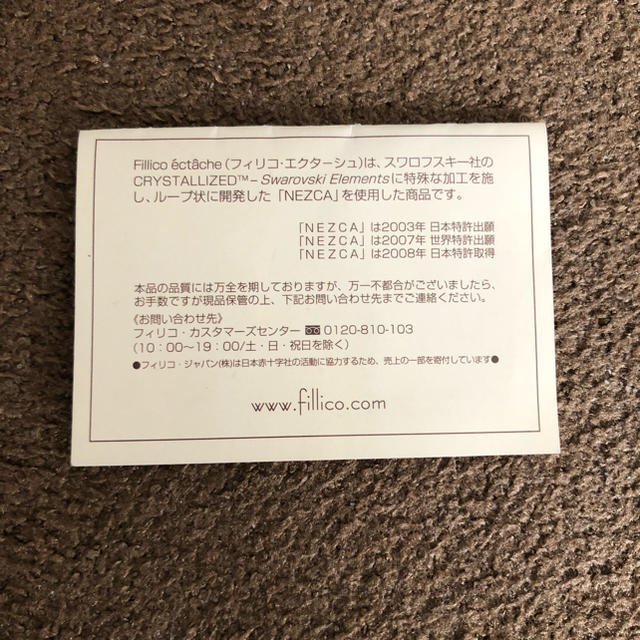 Fillico éctâche（フィリコ・エクターシュ）は、スワロフスキー社の
CRYSTALLIZED™ – Swarovski Elementsに特殊な加工を施
し、ループ状に開発した「NEZCA」を使用した商品です。
「NEZCA」は2003年 日本特許出願
「NEZCA」は2007年 世界特許出願
「NEZCA」は2008年 日本特許取得
本品の品質には万全を期しておりますが、万一不都合がございましたら、
お手数ですが現品保管の上、下記お問い合わせ先までご連絡ください。
《お問い合わせ先》
フィリコ・カスタマーズセンター 0120-810-103
（10：00〜19：00/土・日・祝日を除く）
●フィリコ・ジャパン（株）は日本赤十字社の活動に協力するため、売上の一部を寄付しています●
www.fillico.com